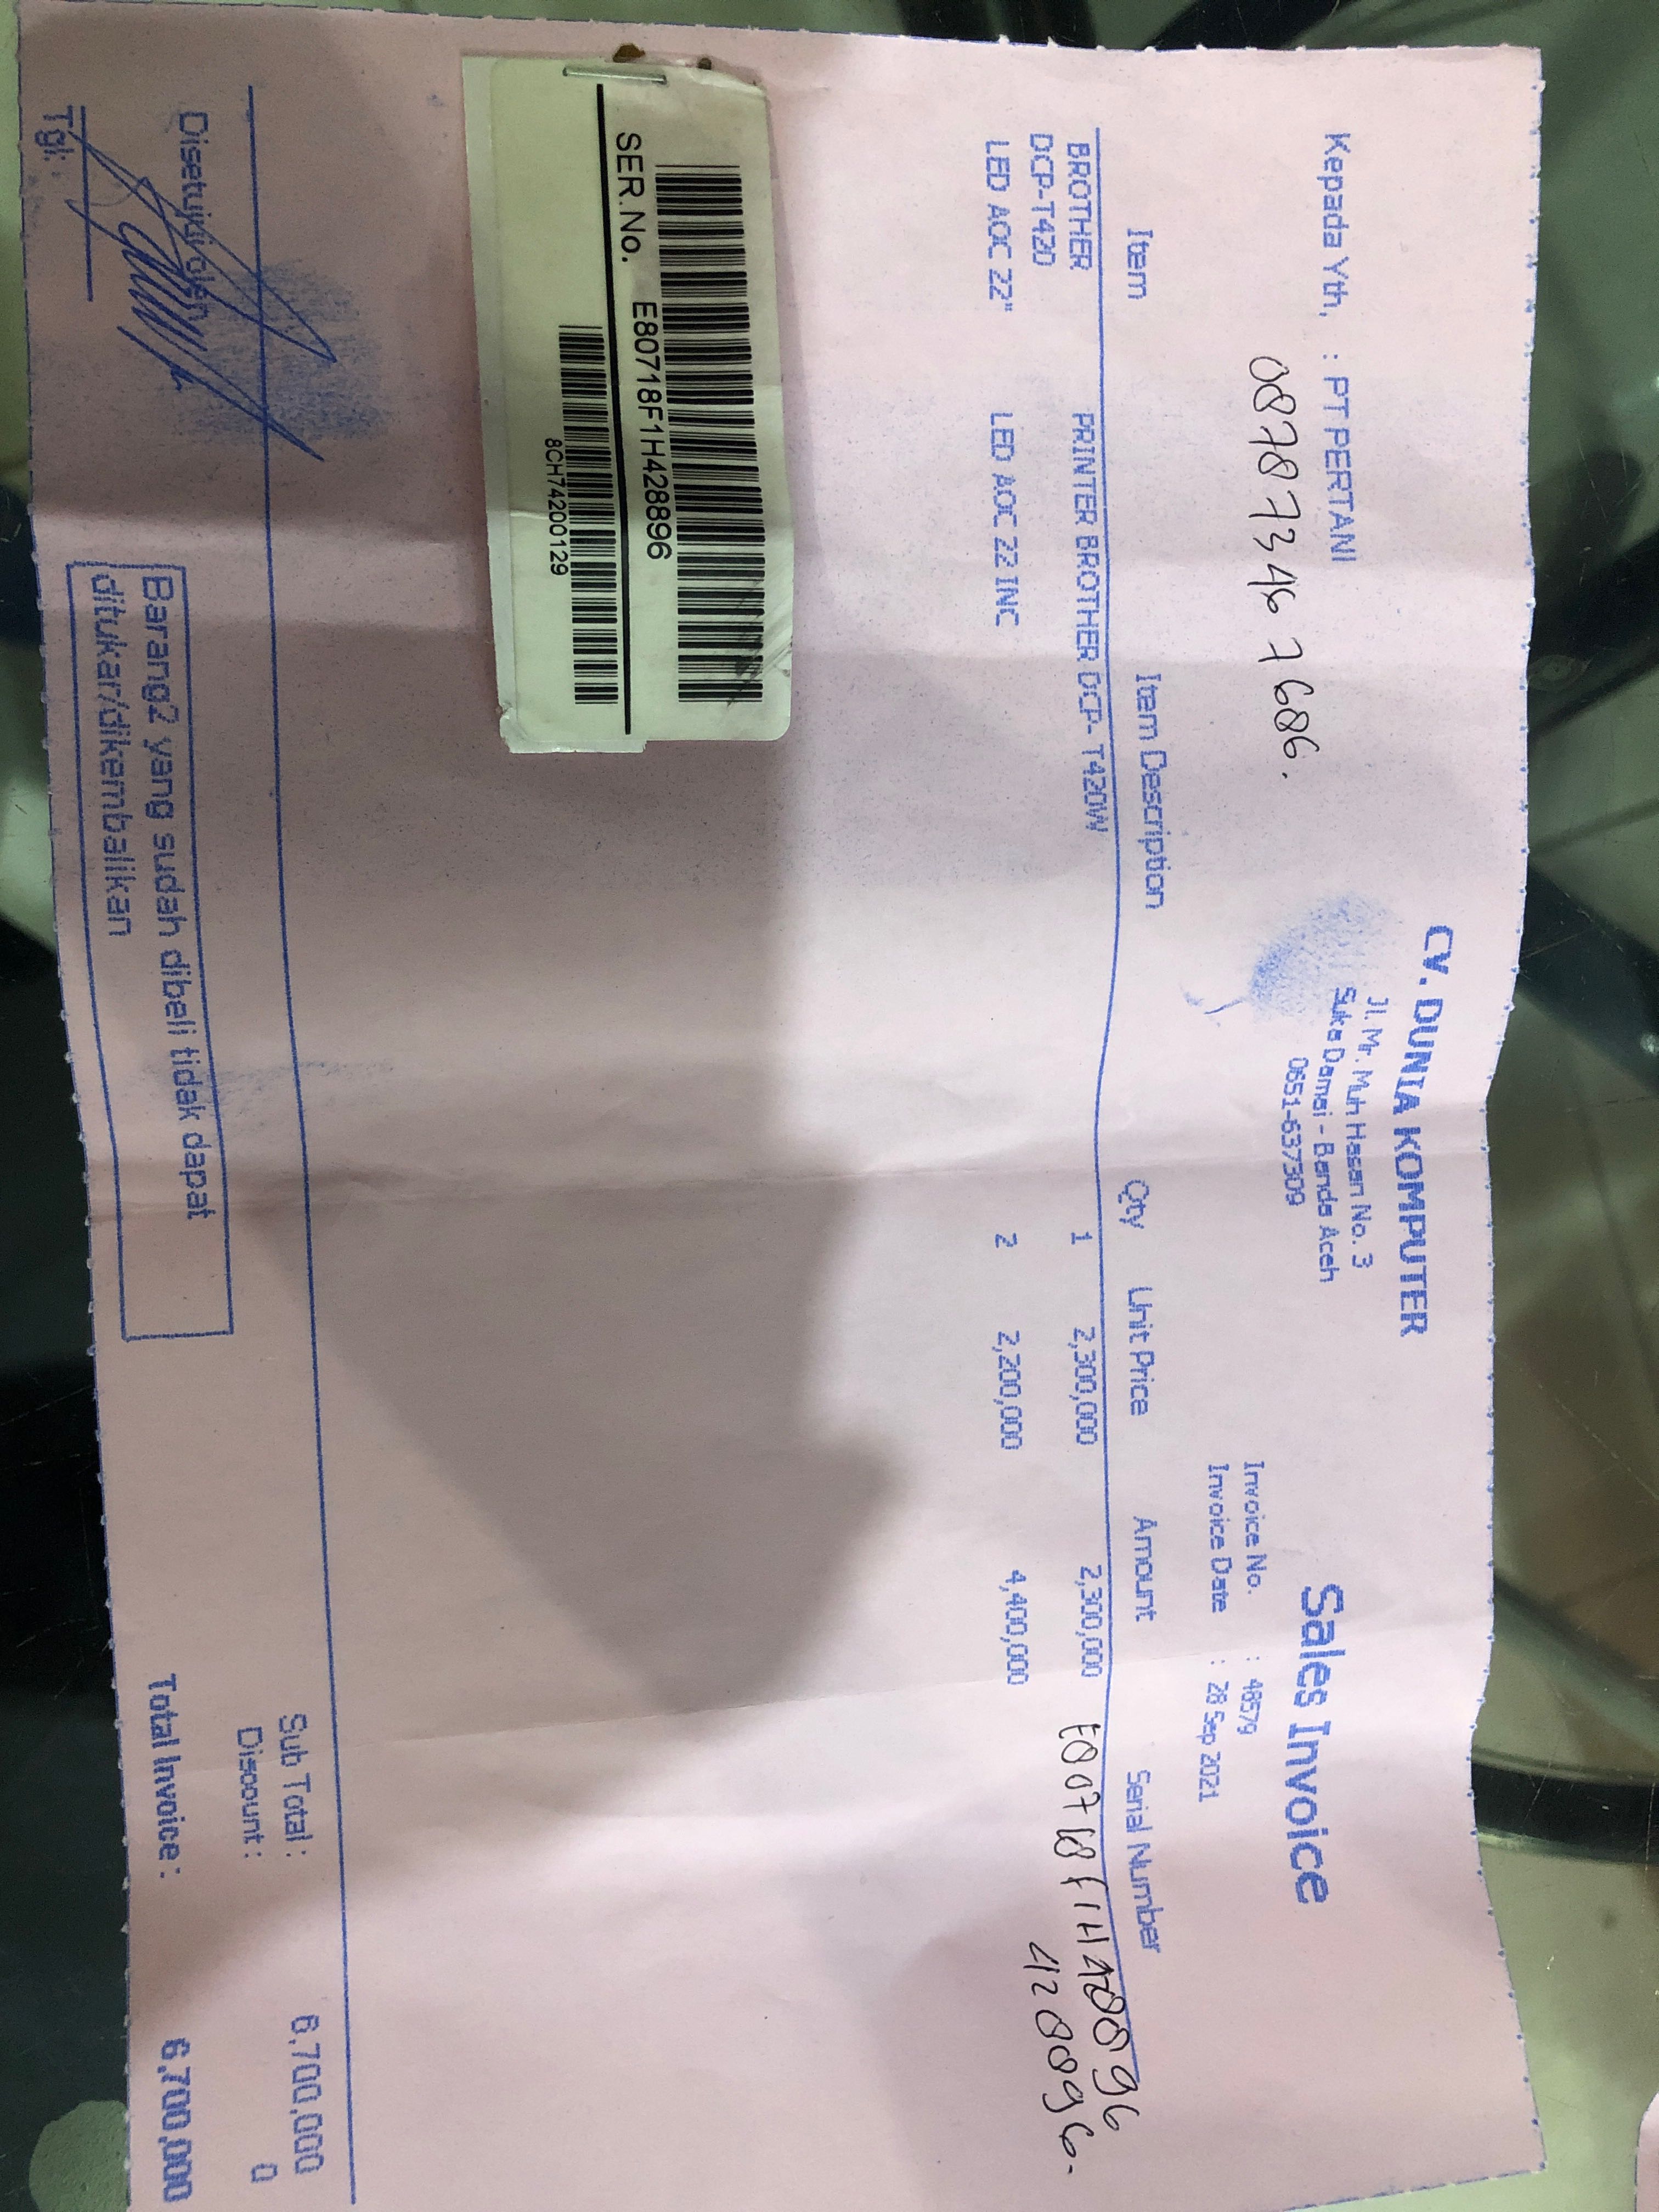 CV. DUNIA KOMPUTER
Jl. Mr. Muh Hasan No. 3
Suka Damai - Banda Aceh
0651-637309
Sales Invoice
Kepada Yth, : PT PERTANI
Invoice No. : 48579
Invoice Date : 28 Sep 2021
Item Item Description Qty Unit Price Amount Serial Number
BROTHER PRINTER BROTHER DCP- T420W 1 2,300,000 2,300,000
DCP-T420
428896.
LED AOC 22" LED AOC 22 INC 2 2,200,000 4,400,000
SER. No. E80718F1H428896
8CH74200129
Sub Total : 6,700,000
Discount : 0
Total Invoice : 6,700,000
Disetujui oleh
Tgl:
Barang2 yang sudah dibeli tidak dapat
ditukar/dikembalikan